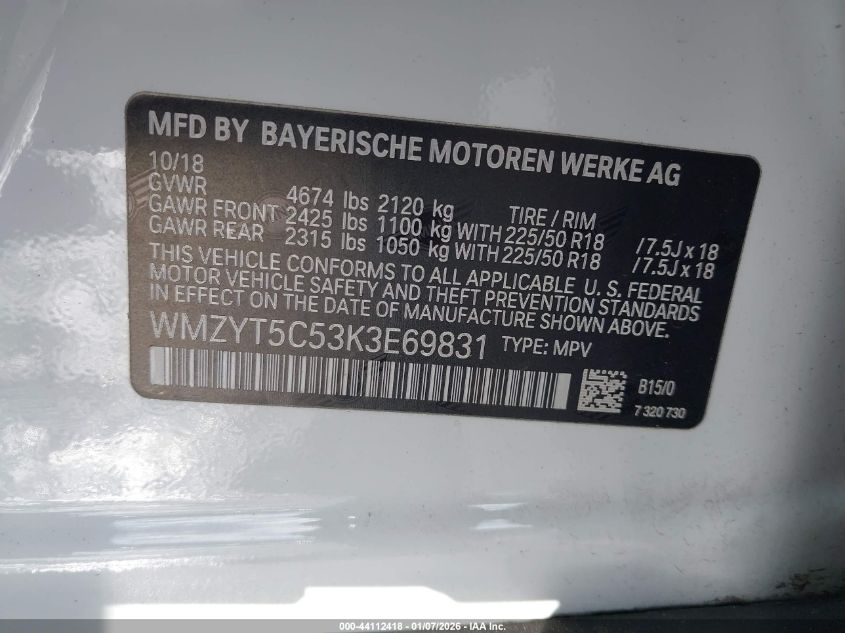 MFD BY BAYERISCHE MOTOREN WERKE AG
10/18
GVWR 4674 lbs 2120 kg TIRE / RIM
GAWR FRONT 2425 lbs 1100 kg WITH 225/50 R18 /7.5J x 18
GAWR REAR 2315 lbs 1050 kg WITH 225/50 R18 /7.5J x 18
THIS VEHICLE CONFORMS TO ALL APPLICABLE U.S. FEDERAL
MOTOR VEHICLE SAFETY AND THEFT PREVENTION STANDARDS
IN EFFECT ON THE DATE OF MANUFACTURE SHOWN ABOVE.
WMZYT5C53K3E69831 TYPE: MPV
B15/0
7 320 730
000-44112418 - 01/07/2026 - IAA Inc.